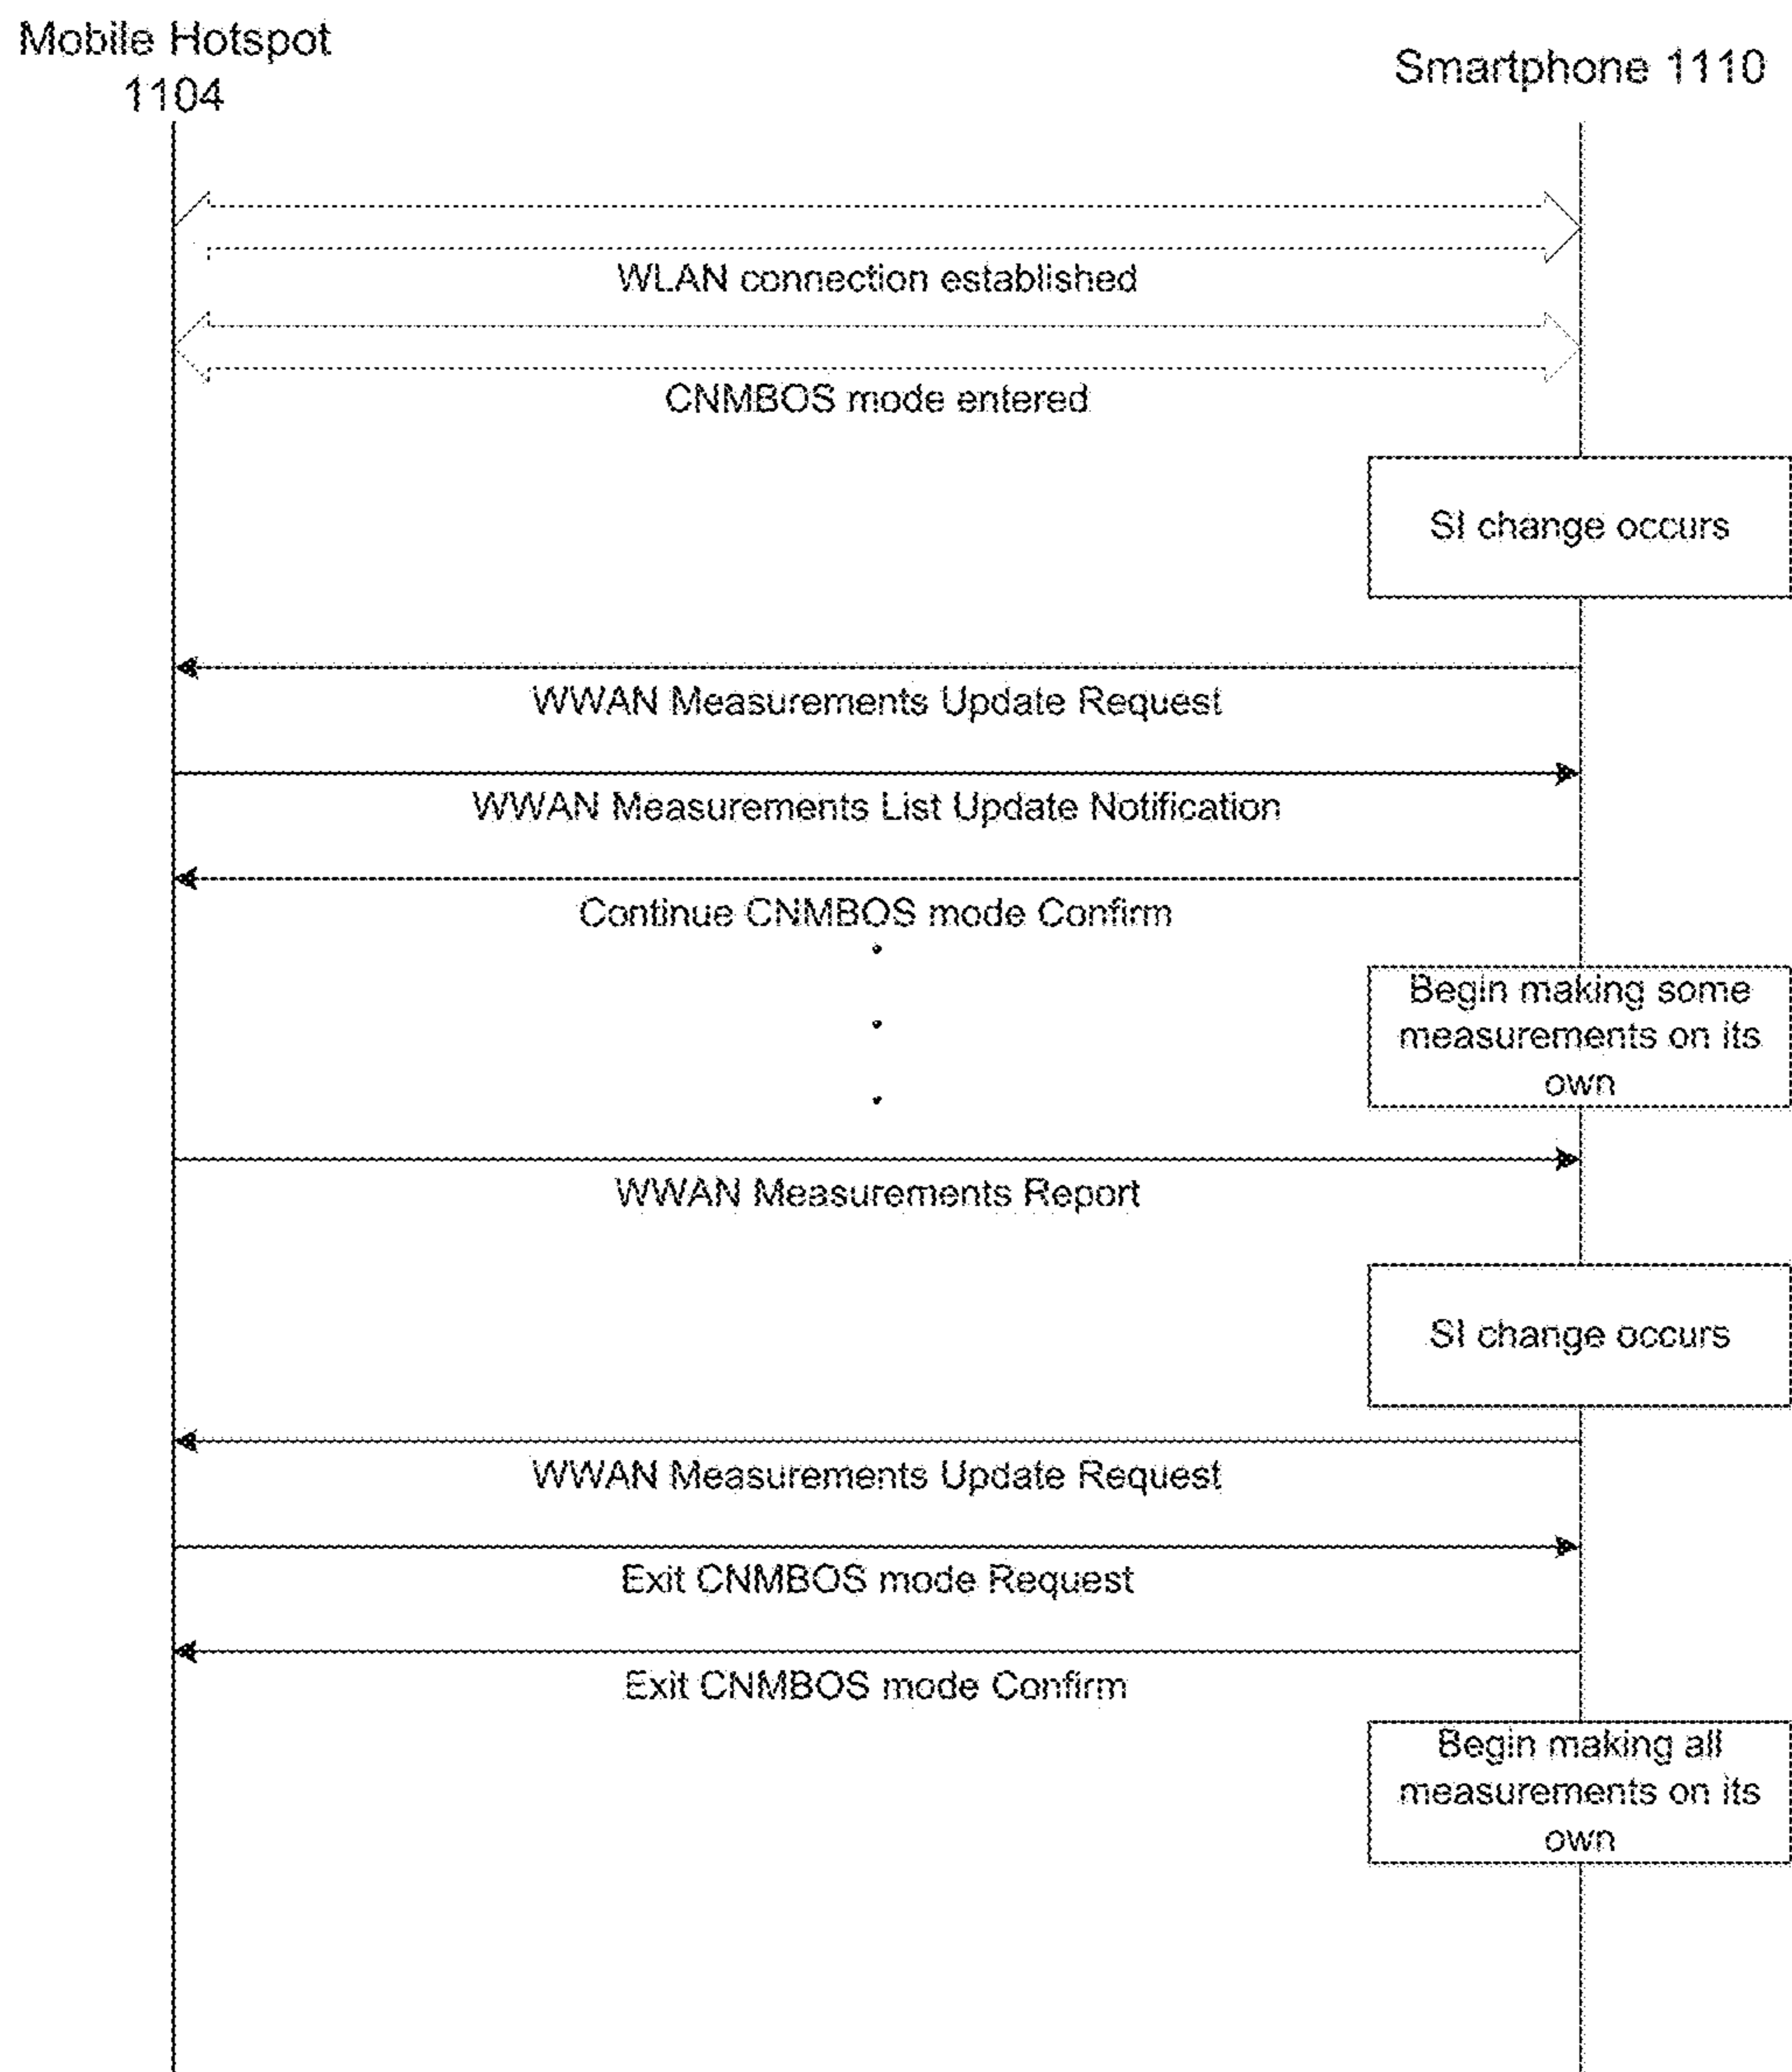 Mobile Hotspot
1104
Smartphone 1110
WLAN connection established
CNMBOS mode entered
SI change occurs
WWAN Measurements Update Request
WWAN Measurements List Update Notification
Continue CNMBOS mode Confirm
Begin making some
measurements on its
own
WWAN Measurements Report
SI change occurs
WWAN Measurements Update Request
Exit CNMBOS mode Request
Exit CNMBOS mode Confirm
Begin making all
measurements on its
own